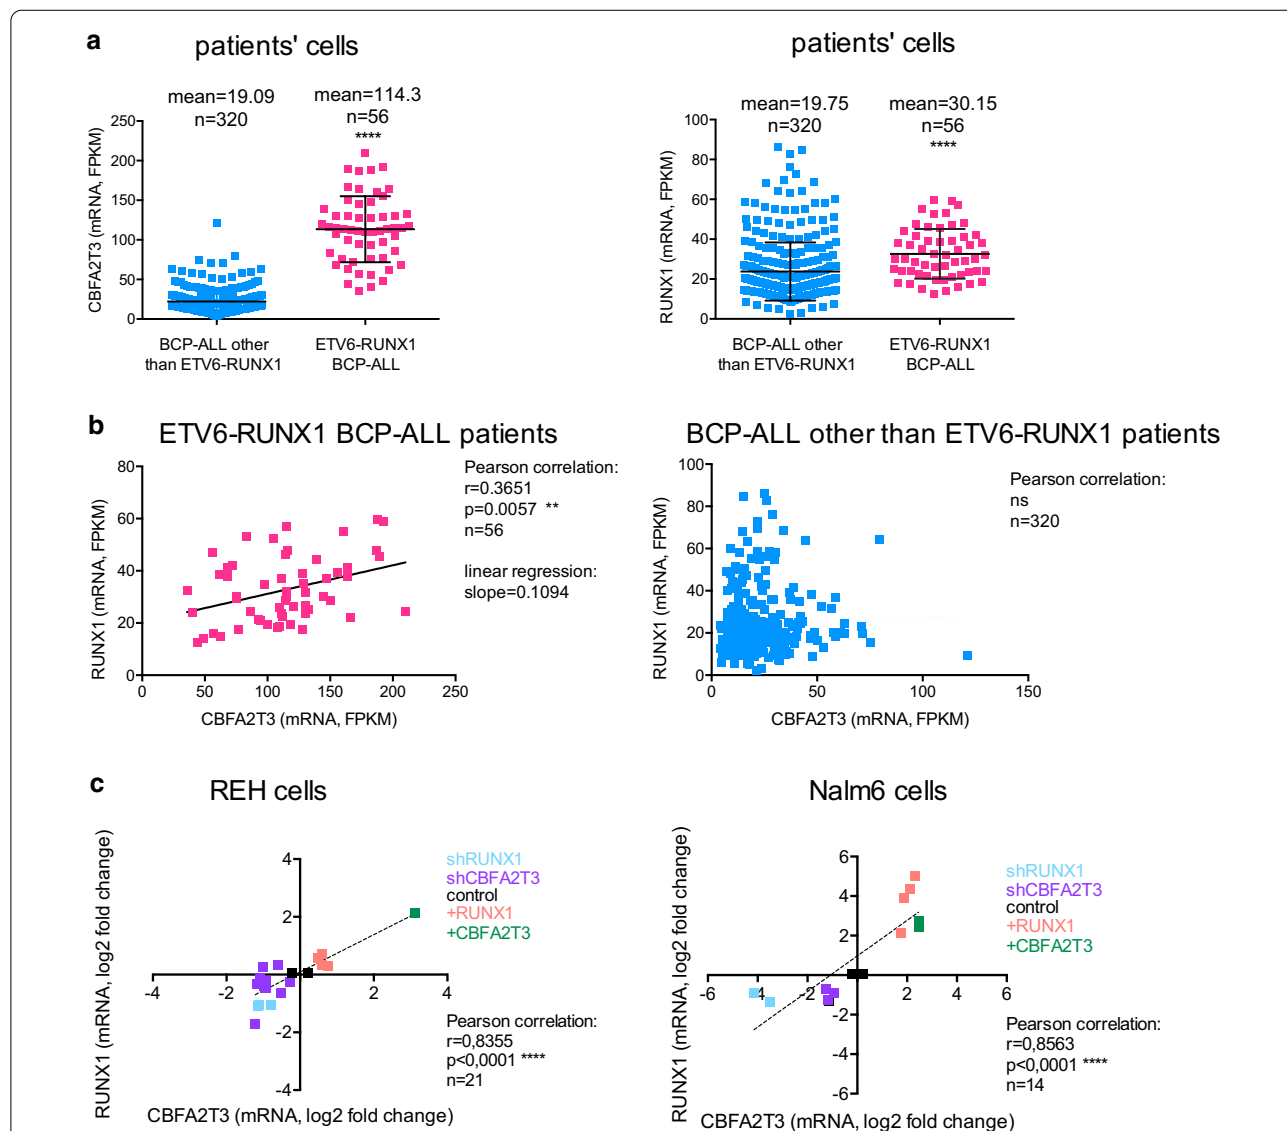 a
patients' cells
mean=19.09
n=320
mean=114.3
n=56
****
CBFA2T3 (mRNA, FPKM)
250
200
150
100
50
0
BCP-ALL other
than ETV6-RUNX1
ETV6-RUNX1
BCP-ALL
patients' cells
mean=19.75
n=320
mean=30.15
n=56
****
RUNX1 (mRNA, FPKM)
100
80
60
40
20
0
BCP-ALL other
than ETV6-RUNX1
ETV6-RUNX1
BCP-ALL
b
ETV6-RUNX1 BCP-ALL patients
RUNX1 (mRNA, FPKM)
80
60
40
20
0
0 50 100 150 200 250
CBFA2T3 (mRNA, FPKM)
Pearson correlation:
r=0.3651
p=0.0057 **
n=56
linear regression:
slope=0.1094
BCP-ALL other than ETV6-RUNX1 patients
RUNX1 (mRNA, FPKM)
100
80
60
40
20
0
0 50 100 150
CBFA2T3 (mRNA, FPKM)
Pearson correlation:
ns
n=320
c
REH cells
RUNX1 (mRNA, log2 fold change)
4
2
-2
-4
-4 -2 2 4
CBFA2T3 (mRNA, log2 fold change)
shRUNX1
shCBFA2T3
control
+RUNX1
+CBFA2T3
Pearson correlation:
r=0,8355
p<0,0001 ****
n=21
Nalm6 cells
RUNX1 (mRNA, log2 fold change)
6
4
2
-2
-4
-6
-6 -4 -2 2 4 6
CBFA2T3 (mRNA, log2 fold change)
shRUNX1
shCBFA2T3
control
+RUNX1
+CBFA2T3
Pearson correlation:
r=0,8563
p<0,0001 ****
n=14